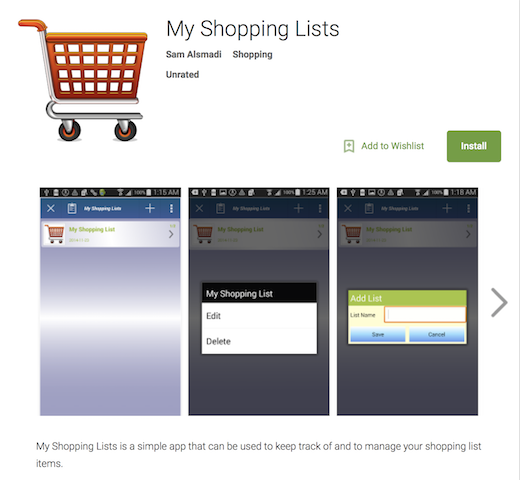 My Shopping Lists
Sam Alsmadi Shopping
Unrated
Add to Wishlist Install
100% 1:15 AM
My Shopping Lists
My Shopping List
100% 1:25 AM
My Shopping Lists
My Shopping List
My Shopping List
Edit
Delete
100% 1:18 AM
My Shopping Lists
My Shopping List
Add List
List Name
Save Cancel
My Shopping Lists is a simple app that can be used to keep track of and to manage your shopping list
items.